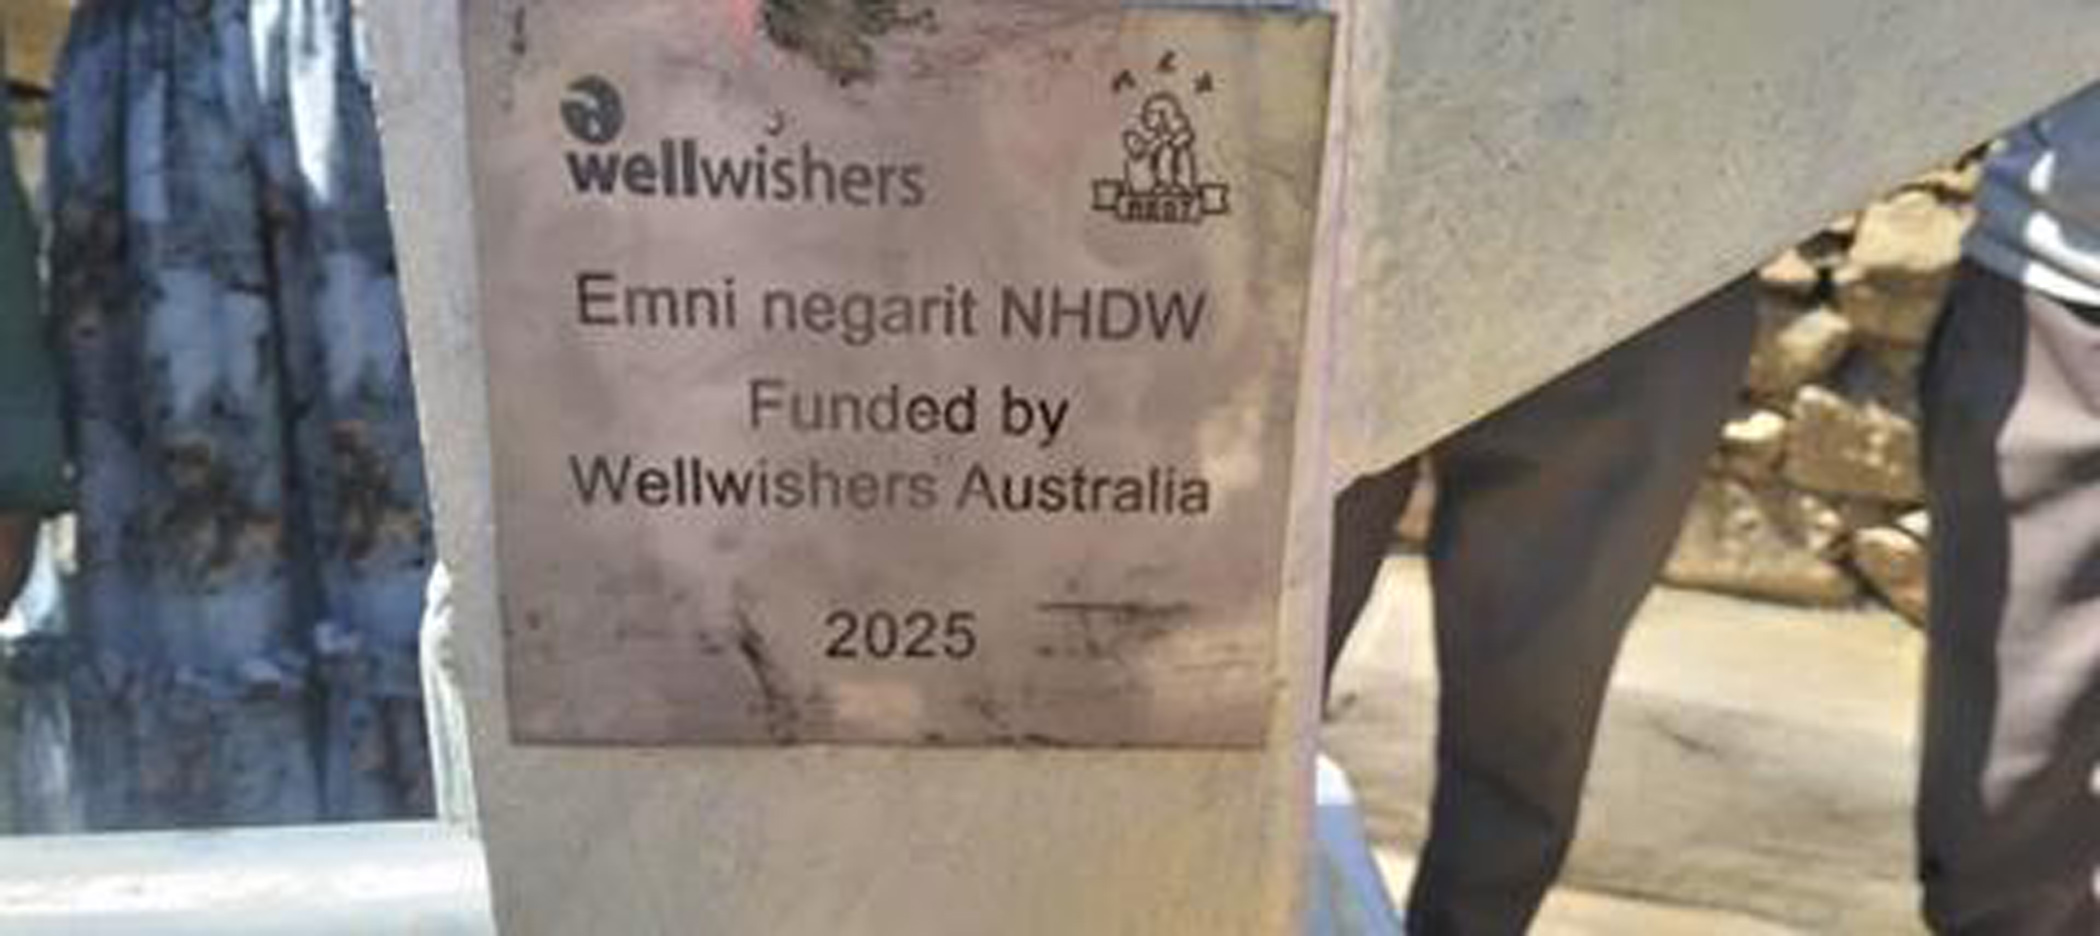 wellwishers
Emni negarit NHDW
Funded by
Wellwishers Australia
2025